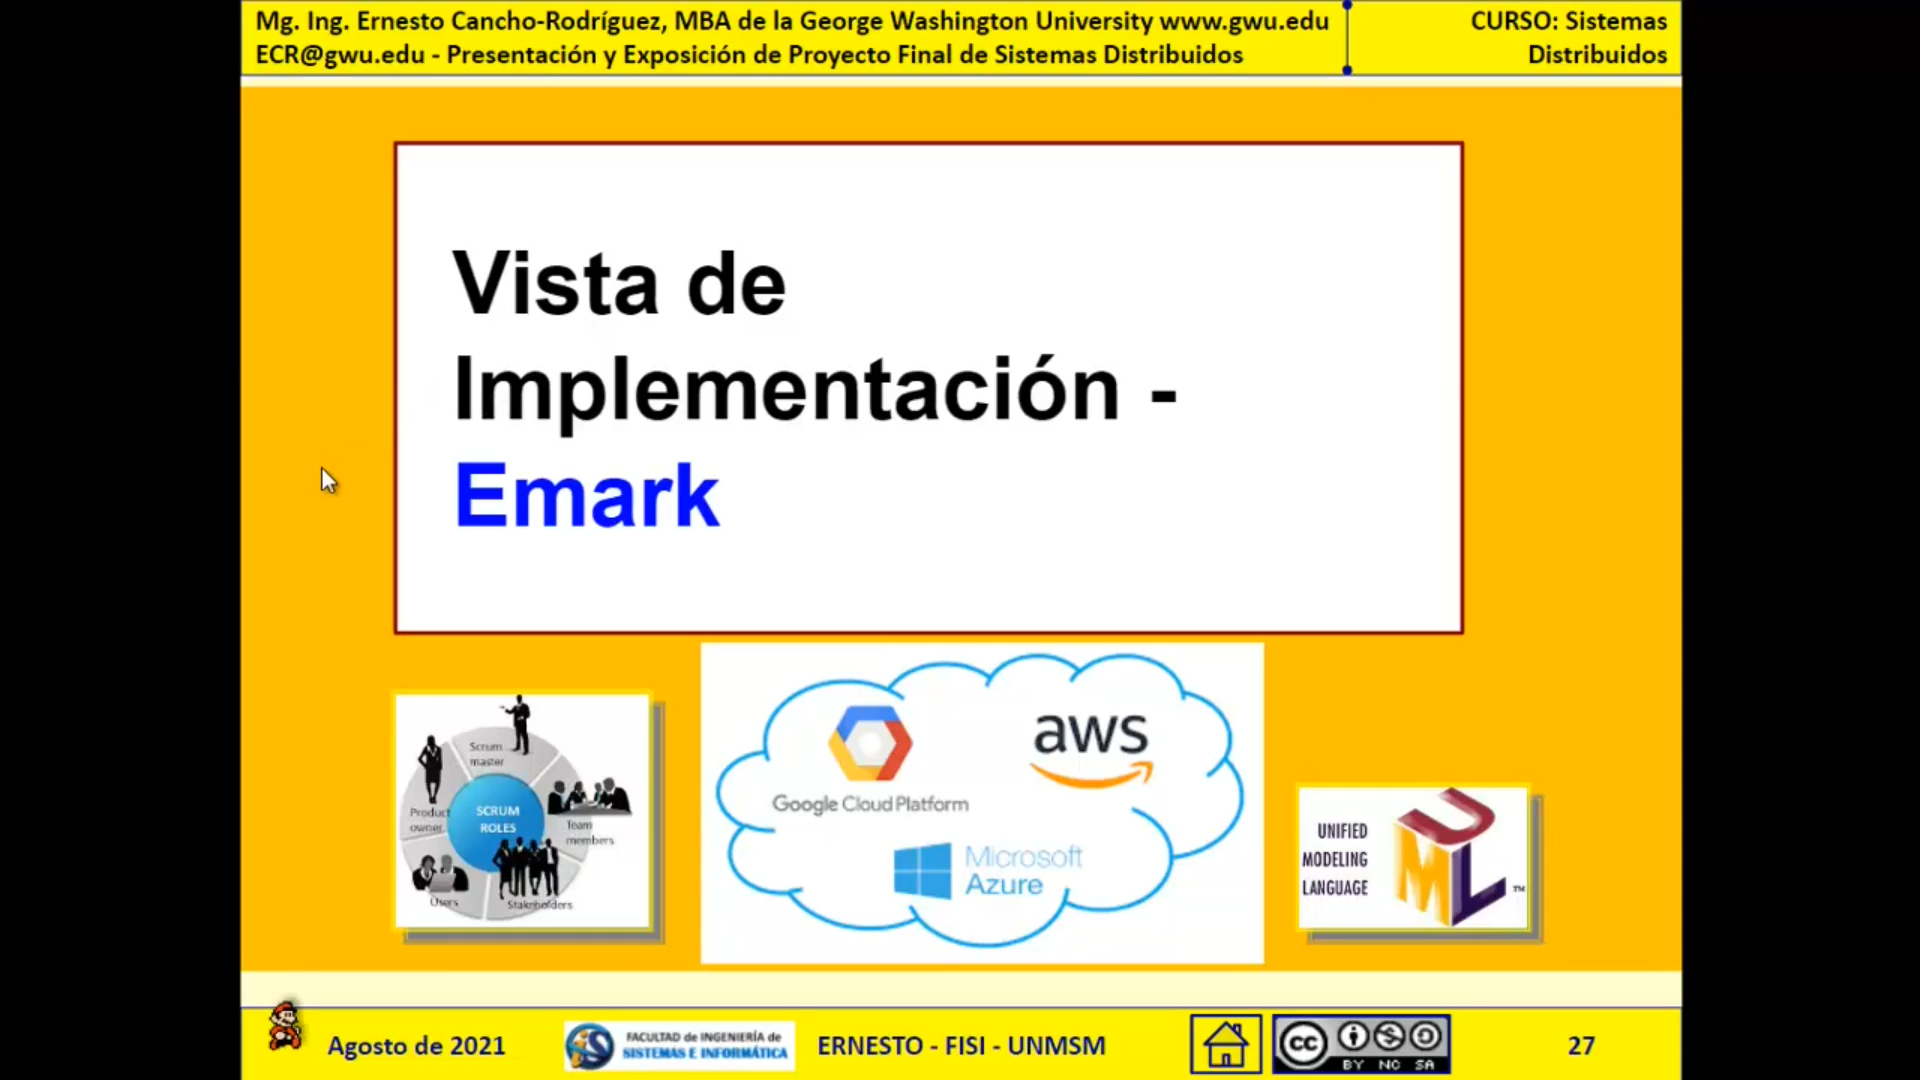 Mg. Ing. Ernesto Cancho-Rodríguez, MBA de la George Washington University www.gwu.edu
ECR@gwu.edu - Presentación y Exposición de Proyecto Final de Sistemas Distribuidos
CURSO: Sistemas
Distribuidos
Vista de
Implementación -
Emark
Scrum
master
Product
owner
SCRUM
ROLES
Team
members
Users
Stakeholders
Google Cloud Platform
aws
Microsoft
Azure
UNIFIED
MODELING
LANGUAGE
UML
TM
Agosto de 2021
FACULTAD de INGENIERÍA de
SISTEMAS E INFORMÁTICA
ERNESTO - FISI - UNMSM
cc
BY NC SA
27